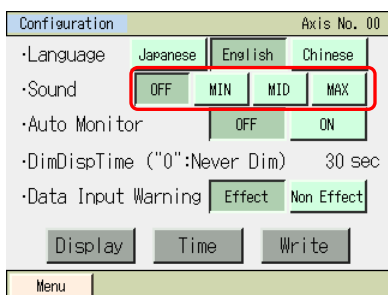 Configuration Axis No. 00
·Language Japanese English Chinese
·Sound OFF MIN MID MAX
·Auto Monitor OFF ON
·DimDispTime ("0":Never Dim) 30 sec
·Data Input Warning Effect Non Effect
Display Time Write
Menu